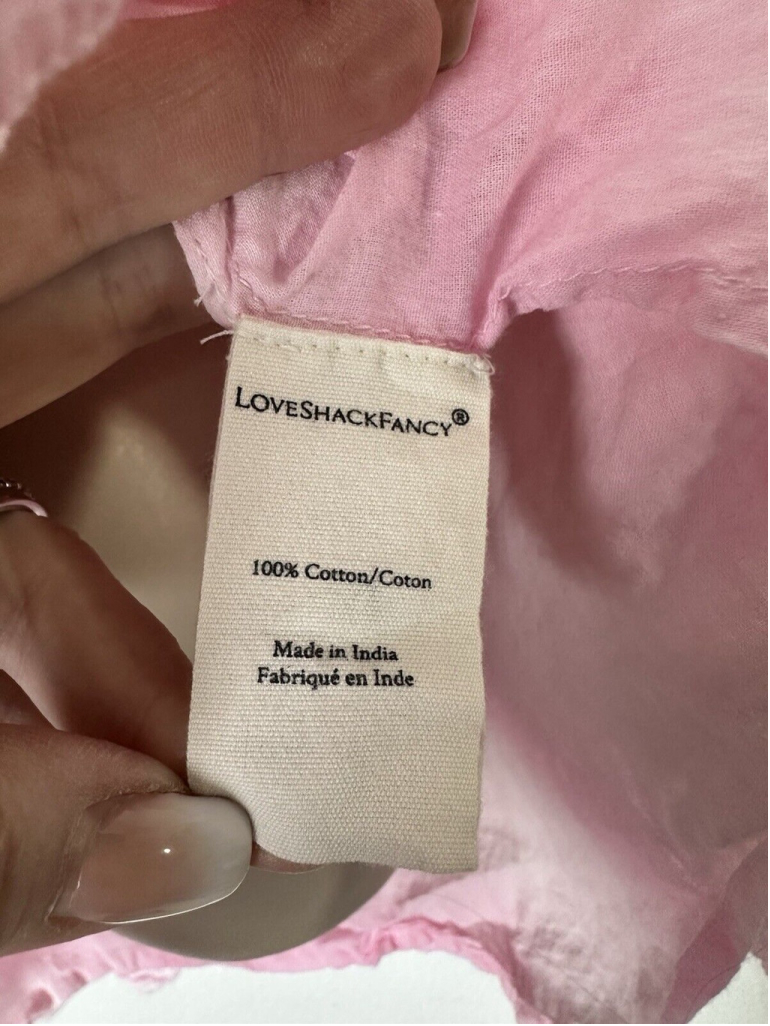 LOVESHACKFANCY®
100% Cotton/Coton
Made in India
Fabriqué en Inde